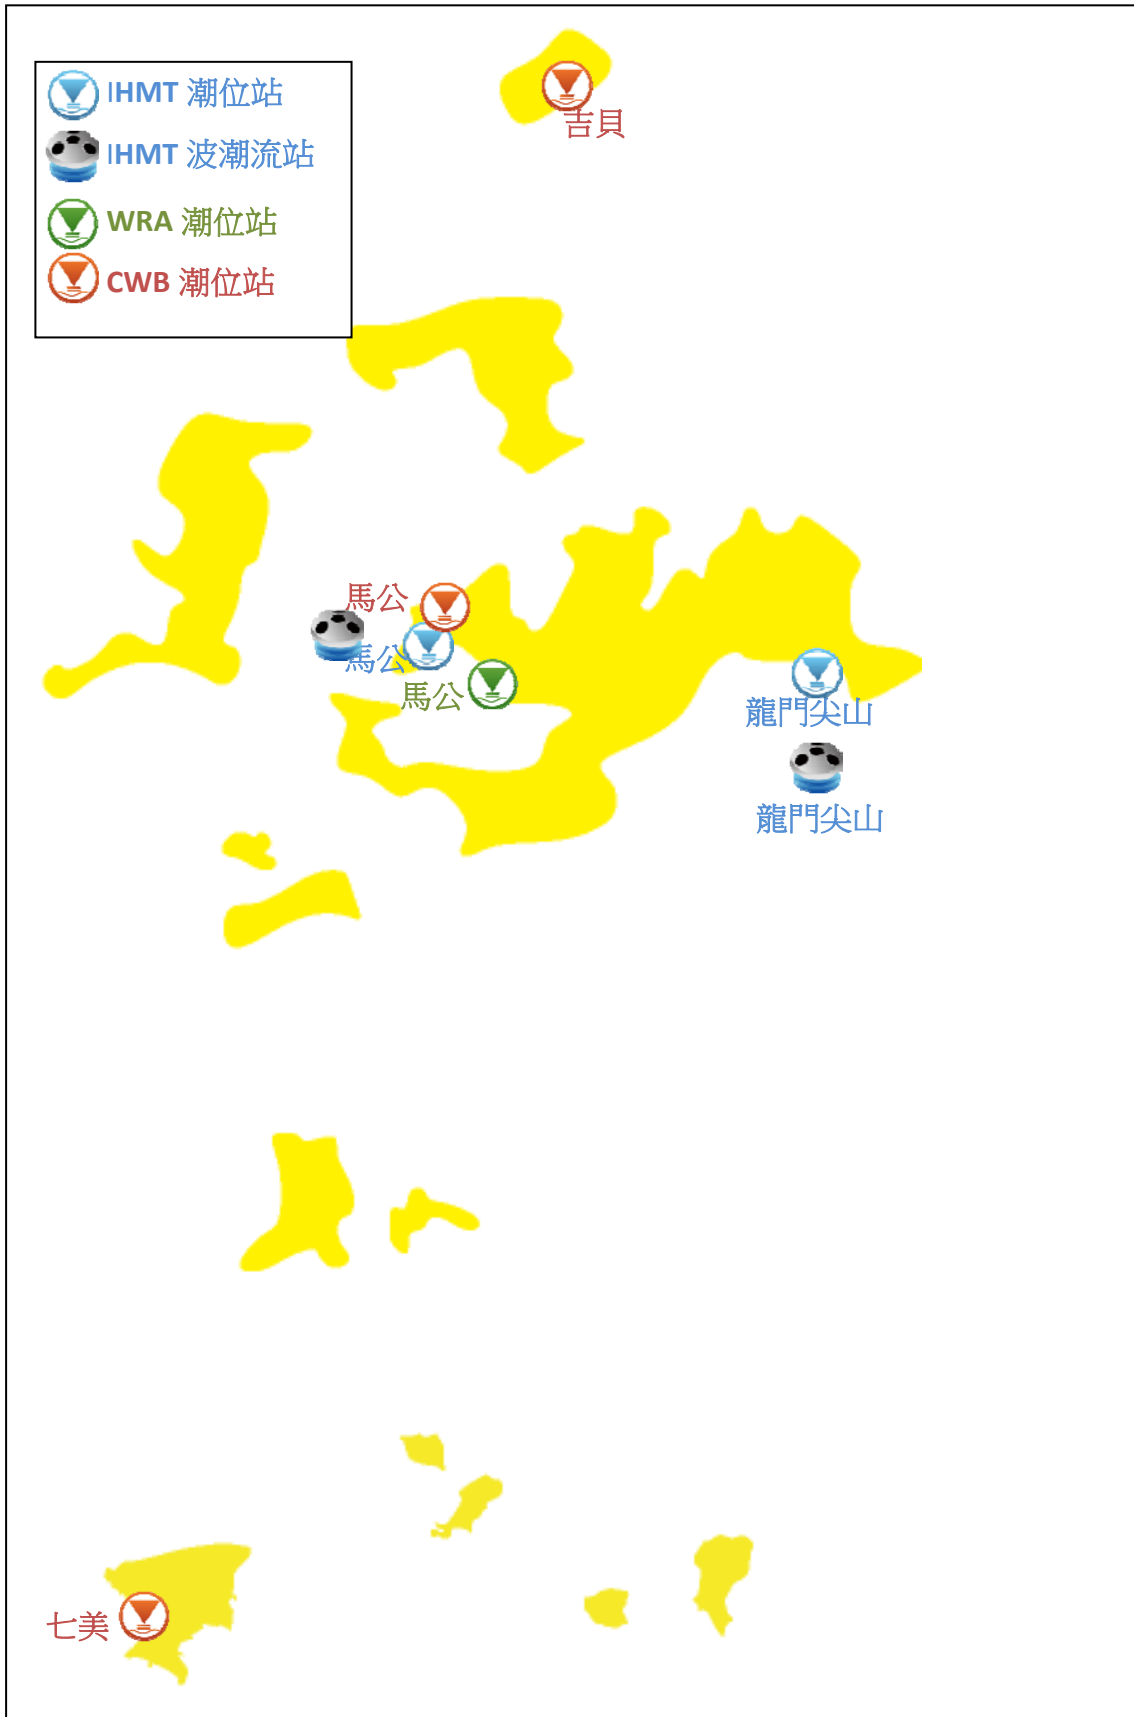 IHMT 潮位站
IHMT 波潮流站
WRA 潮位站
CWB 潮位站
吉貝
馬公
馬公
馬公
龍門尖山
龍門尖山
七美